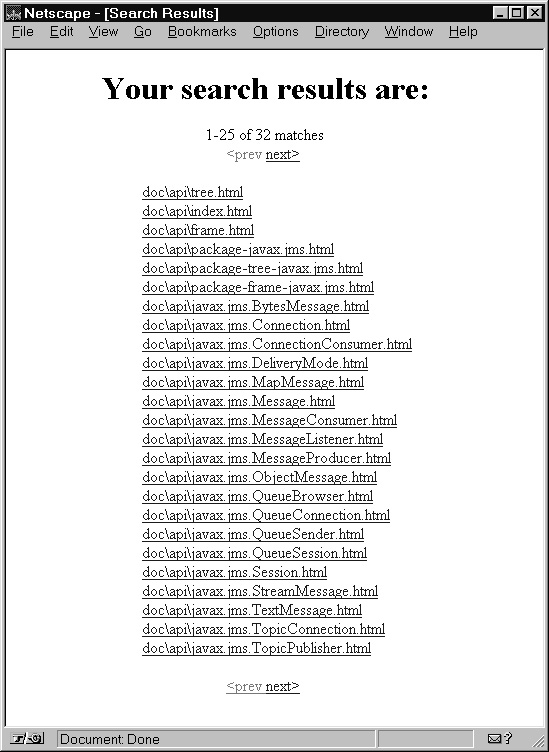 Netscape - [Search Results]
File Edit View Go Bookmarks Options Directory Window Help
Your search results are:
1-25 of 32 matches
<prev next>
doc\api\tree.html
doc\api\index.html
doc\api\frame.html
doc\api\package-javax.jms.html
doc\api\package-tree-javax.jms.html
doc\api\package-frame-javax.jms.html
doc\api\javax.jms.BytesMessage.html
doc\api\javax.jms.Connection.html
doc\api\javax.jms.ConnectionConsumer.html
doc\api\javax.jms.DeliveryMode.html
doc\api\javax.jms.MapMessage.html
doc\api\javax.jms.Message.html
doc\api\javax.jms.MessageConsumer.html
doc\api\javax.jms.MessageListener.html
doc\api\javax.jms.MessageProducer.html
doc\api\javax.jms.ObjectMessage.html
doc\api\javax.jms.QueueBrowser.html
doc\api\javax.jms.QueueConnection.html
doc\api\javax.jms.QueueSender.html
doc\api\javax.jms.QueueSession.html
doc\api\javax.jms.Session.html
doc\api\javax.jms.StreamMessage.html
doc\api\javax.jms.TextMessage.html
doc\api\javax.jms.TopicConnection.html
doc\api\javax.jms.TopicPublisher.html
<prev next>
Document: Done ?